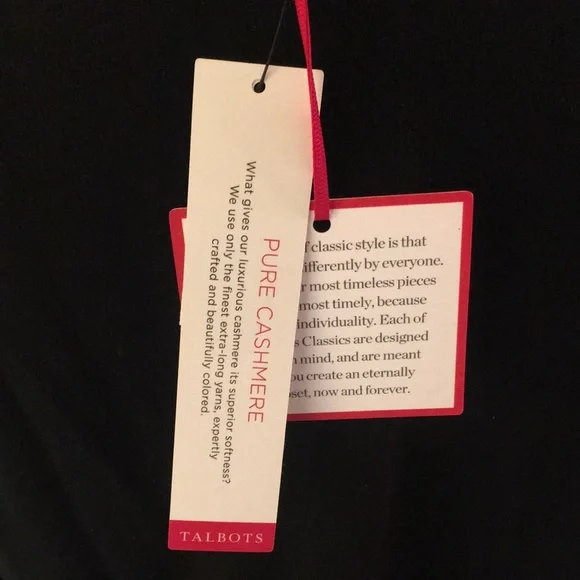 PURE CASHMERE
What gives our luxurious cashmere its superior softness?
We use only the finest extra-long yarns, expertly
crafted and beautifully colored.
TALBOTS
classic style is that
differently by everyone.
most timeless pieces
most timely, because
individuality. Each of
Classics are designed
mind, and are meant
you create an eternally
now and forever.